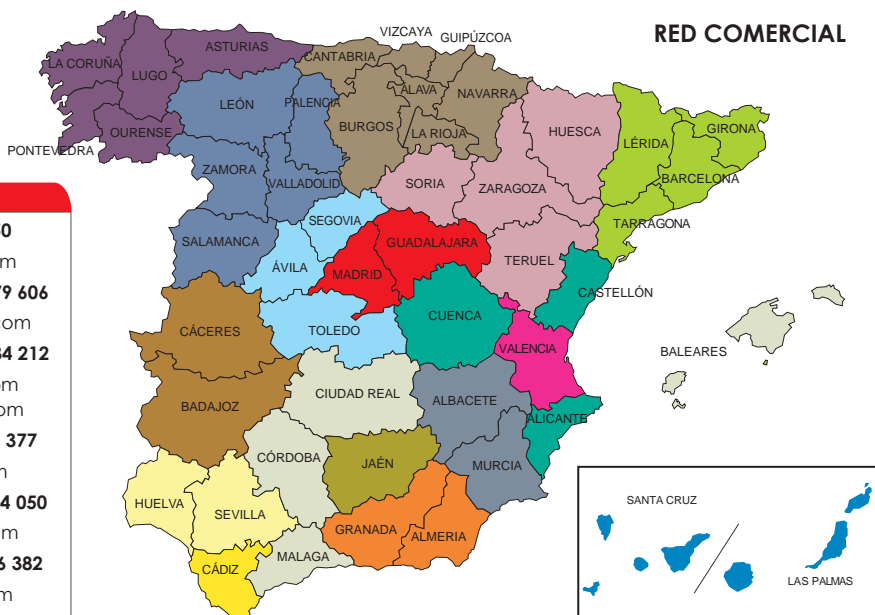 RED COMERCIAL
VIZCAYA
GUIPÚZCOA
ASTURIAS
CANTABRIA
LA CORUÑA
LUGO
ÁLAVA
NAVARRA
LEÓN
PALENCIA
BURGOS
LA RIOJA
HUESCA
LÉRIDA
GIRONA
OURENSE
PONTEVEDRA
ZAMORA
VALLADOLID
SORIA
ZARAGOZA
BARCELONA
SEGOVIA
TARRAGONA
SALAMANCA
GUADALAJARA
ÁVILA
MADRID
TERUEL
CASTELLÓN
CÁCERES
TOLEDO
CUENCA
VALENCIA
BALEARES
CIUDAD REAL
ALBACETE
BADAJOZ
ALICANTE
CÓRDOBA
JAÉN
MURCIA
HUELVA
SEVILLA
GRANADA
ALMERIA
CÁDIZ
MALAGA
SANTA CRUZ
LAS PALMAS
0
m
79 606
com
34 212
om
om
377
m
4 050
om
6 382
m